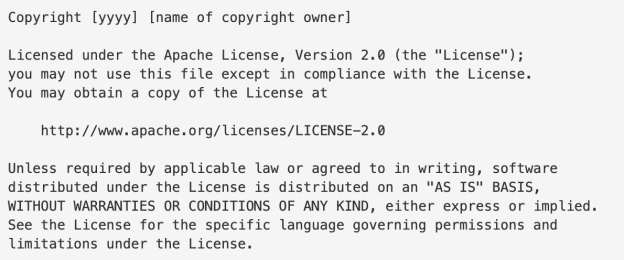 Copyright [yyyy] [name of copyright owner]
Licensed under the Apache License, Version 2.0 (the "License");
you may not use this file except in compliance with the License.
You may obtain a copy of the License at
http://www.apache.org/licenses/LICENSE-2.0
Unless required by applicable law or agreed to in writing, software
distributed under the License is distributed on an "AS IS" BASIS,
WITHOUT WARRANTIES OR CONDITIONS OF ANY KIND, either express or implied.
See the License for the specific language governing permissions and
limitations under the License.